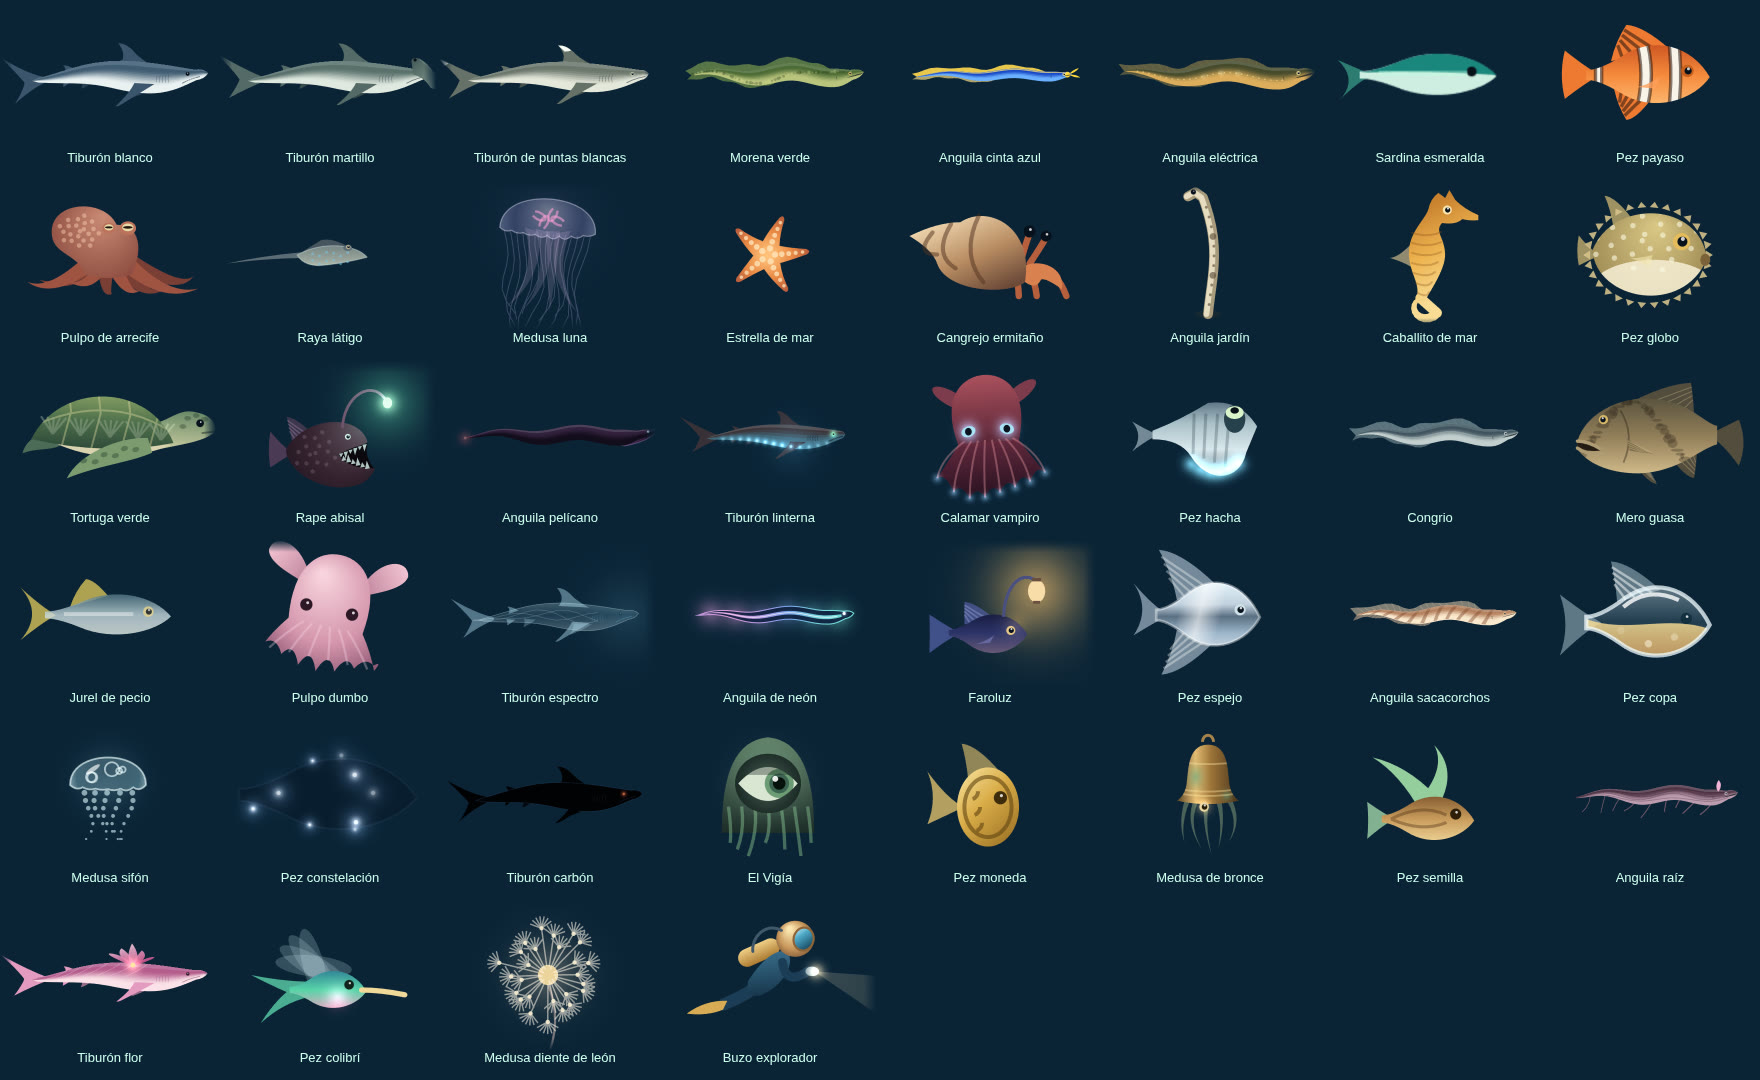 Tiburón blanco
Tiburón martillo
Tiburón de puntas blancas
Morena verde
Anguila cinta azul
Anguila eléctrica
Sardina esmeralda
Pez payaso
Pulpo de arrecife
Raya látigo
Medusa luna
Estrella de mar
Cangrejo ermitaño
Anguila jardín
Caballito de mar
Pez globo
Tortuga verde
Rape abisal
Anguila pelícano
Tiburón linterna
Calamar vampiro
Pez hacha
Congrio
Mero guasa
Jurel de pecio
Pulpo dumbo
Tiburón espectro
Anguila de neón
Faroluz
Pez espejo
Anguila sacacorchos
Pez copa
Medusa sifón
Pez constelación
Tiburón carbón
El Vigía
Pez moneda
Medusa de bronce
Pez semilla
Anguila raíz
Tiburón flor
Pez colibrí
Medusa diente de león
Buzo explorador